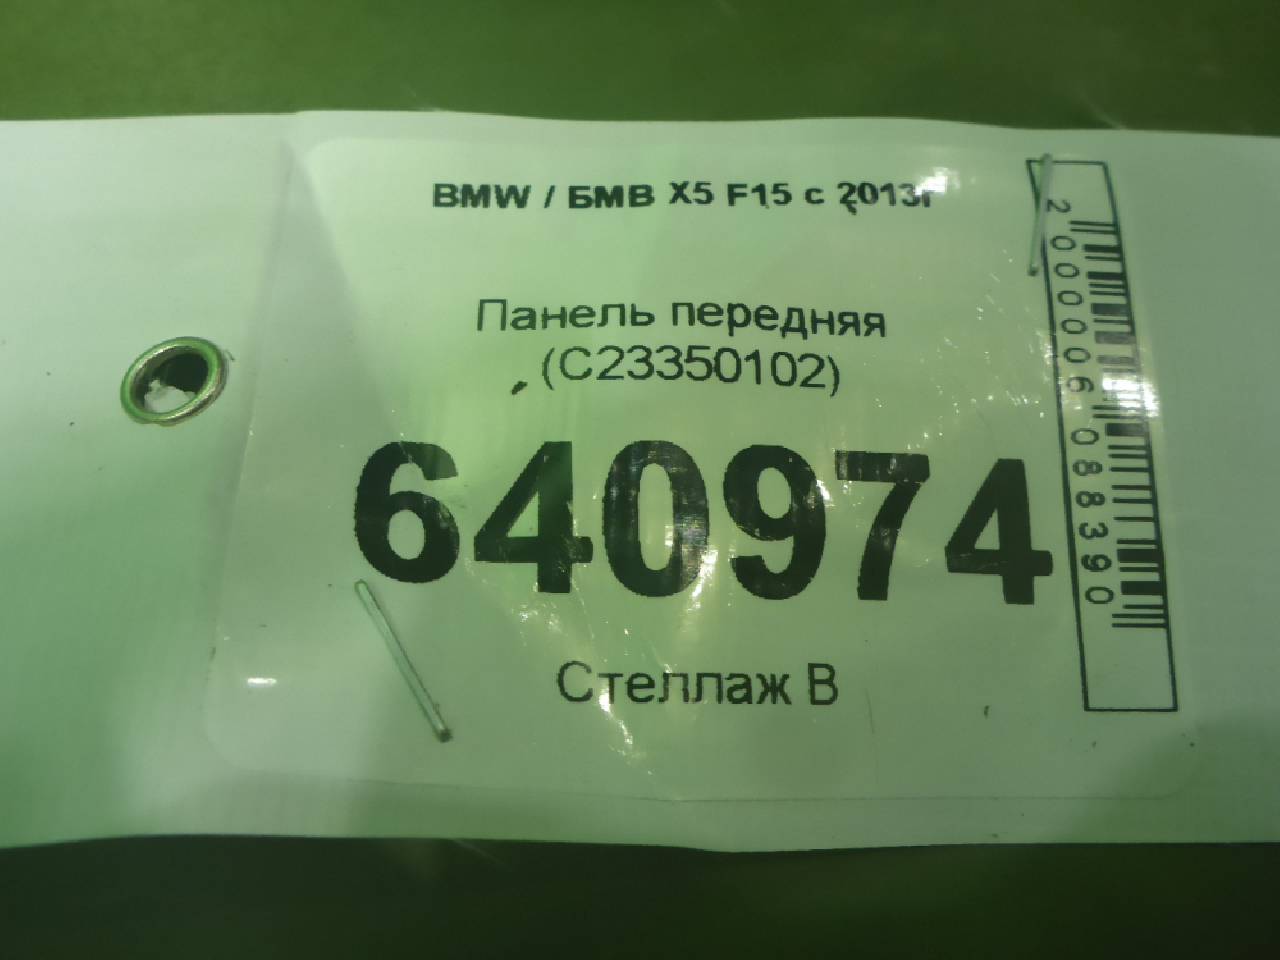 BMW / БМВ X5 F15 с 2013г
Панель передняя
(C23350102)
640974
Стеллаж В
2000006088390